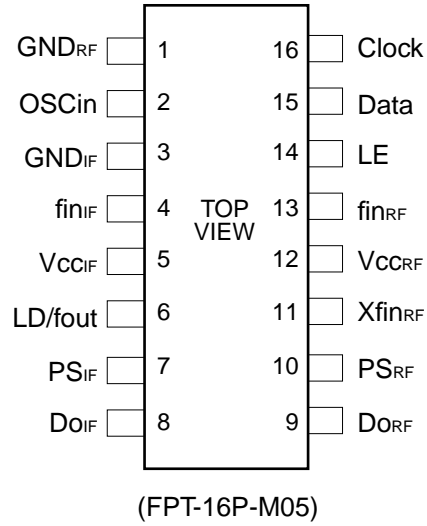 GNDRF 1 16 Clock
OSCin 2 15 Data
GNDIF 3 14 LE
finIF 4 TOP 13 finRF
VIEW
VccIF 5 12 VccRF
LD/fout 6 11 XfinRF
PSIF 7 10 PSRF
DoIF 8 9 DoRF
(FPT-16P-M05)